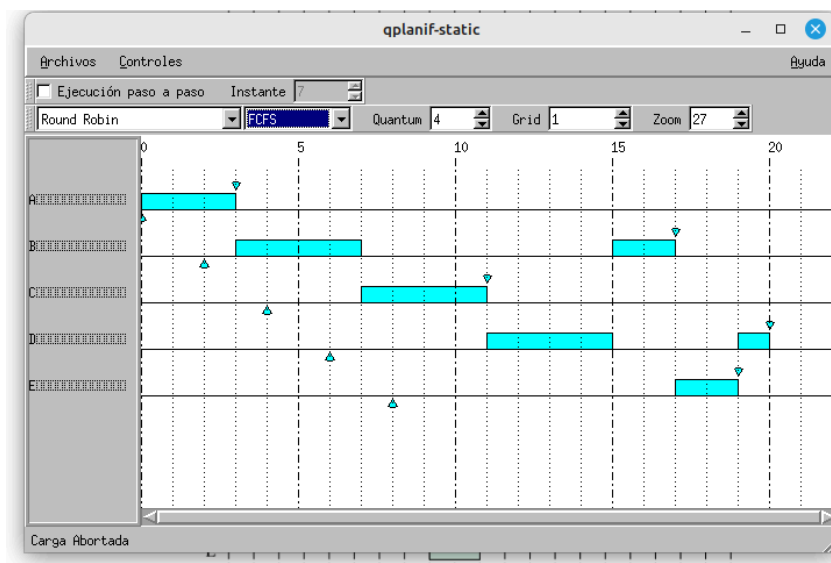 qplanif-static
Archivos Controles Ayuda
Ejecución paso a paso Instante 7
Round Robin FCFS Quantum 4 Grid 1 Zoom 27
0 5 10 15 20
A
B
C
D
E
Carga Abortada